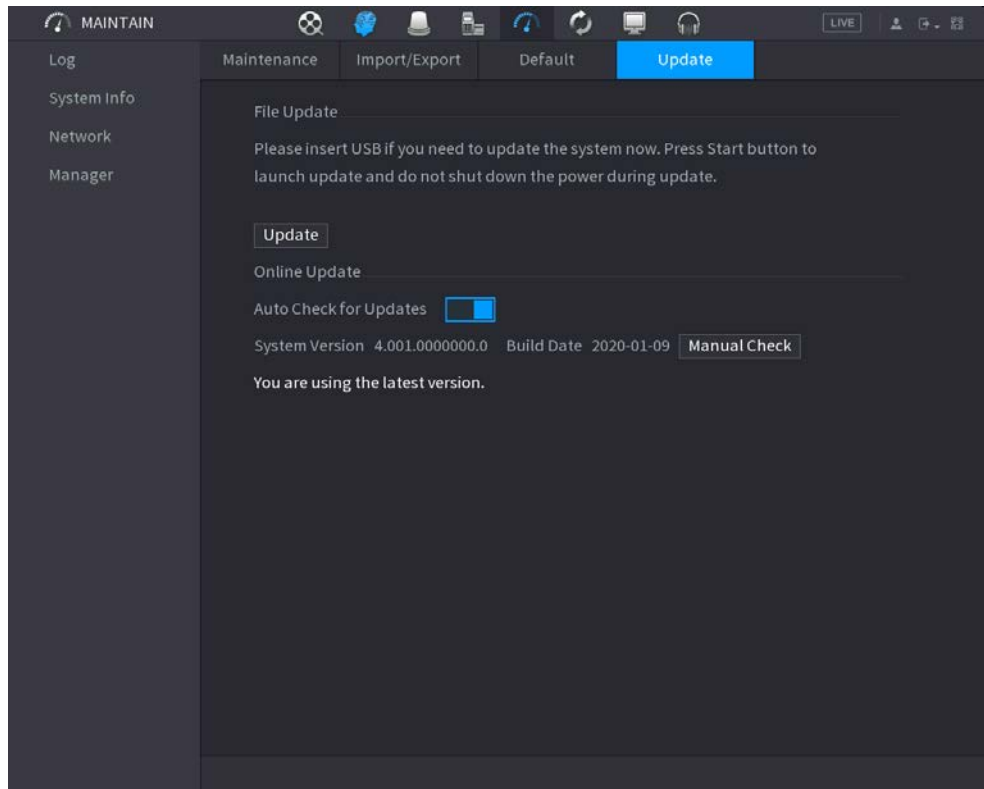 MAINTAIN
LIVE
Log
System Info
Network
Manager
Maintenance Import/Export Default Update
File Update
Please insert USB if you need to update the system now. Press Start button to
launch update and do not shut down the power during update.
Update
Online Update
Auto Check for Updates
System Version 4.001.0000000.0 Build Date 2020-01-09 Manual Check
You are using the latest version.